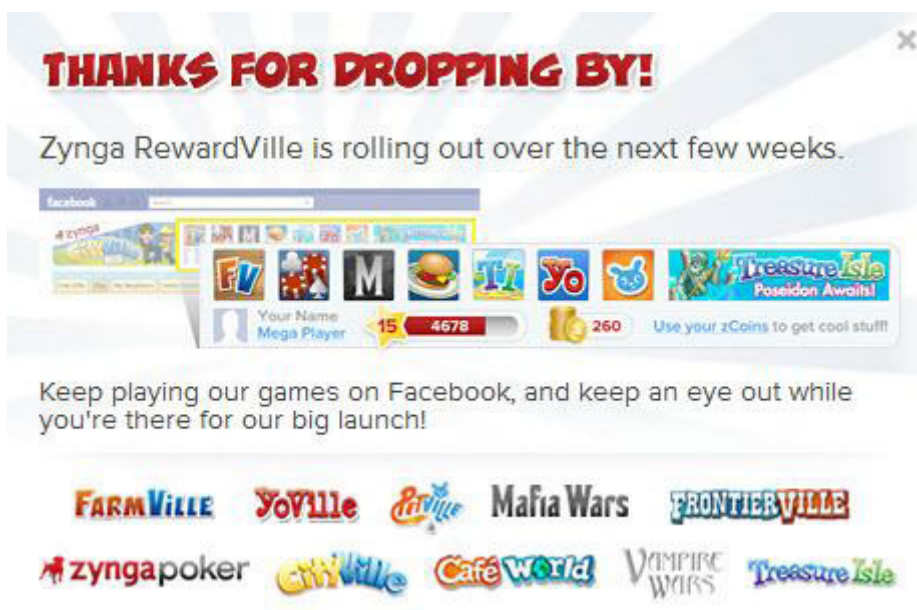 THANKS FOR DROPPING BY!
Zynga RewardVille is rolling out over the next few weeks.
facebook
Search
zynga
CityVille
FV
M
TI
Yo
Treasure Isle
Poseidon Awaits!
Your Name
Mega Player
15
4678
260
Use your zCoins to get cool stuff!
Keep playing our games on Facebook, and keep an eye out while
you're there for our big launch!
FARMVILLE YoVille PetVille Mafia Wars FRONTIERVILLE
zyngapoker CityVille Café World VAMPIRE WARS Treasure Isle